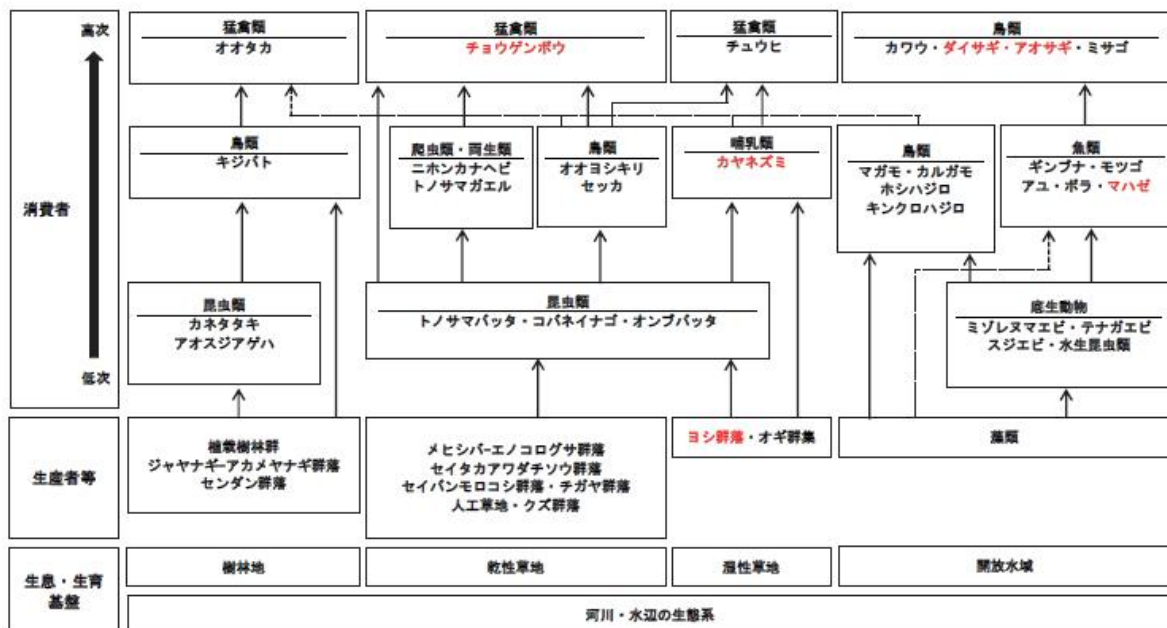 高次
消費者
低次
猛禽類
オオタカ
猛禽類
チョウゲンボウ
猛禽類
チュウヒ
鳥類
カワウ・ダイサギ・アオサギ・ミサゴ
鳥類
キジバト
爬虫類・両生類
ニホンカナヘビ
トノサマガエル
鳥類
オオヨシキリ
セッカ
哺乳類
カヤネズミ
鳥類
マガモ・カルガモ
ホシハジロ
キンクロハジロ
魚類
ギンブナ・モツゴ
アユ・ボラ・マハゼ
昆虫類
カネタタキ
アオスジアゲハ
昆虫類
トノサマバッタ・コバネイナゴ・オンブバッタ
底生動物
ミゾレヌマエビ・テナガエビ
スジエビ・水生昆虫類
生産者等
植栽樹林群
ジャヤナギ-アカメヤナギ群落
センダン群落
メヒシバ-エノコログサ群落
セイタカアワダチソウ群落
セイバンモロコシ群落・チガヤ群落
人工草地・クズ群落
ヨシ群落・オギ群集
藻類
生息・生育
基盤
樹林地
乾性草地
湿性草地
開放水域
河川・水辺の生態系